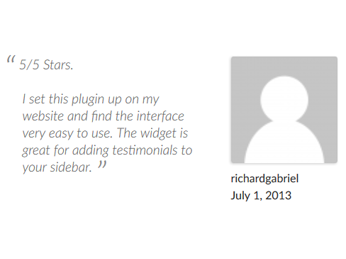 “ 5/5 Stars.
I set this plugin up on my
website and find the interface
very easy to use. The widget is
great for adding testimonials to
your sidebar. ”
richardgabriel
July 1, 2013